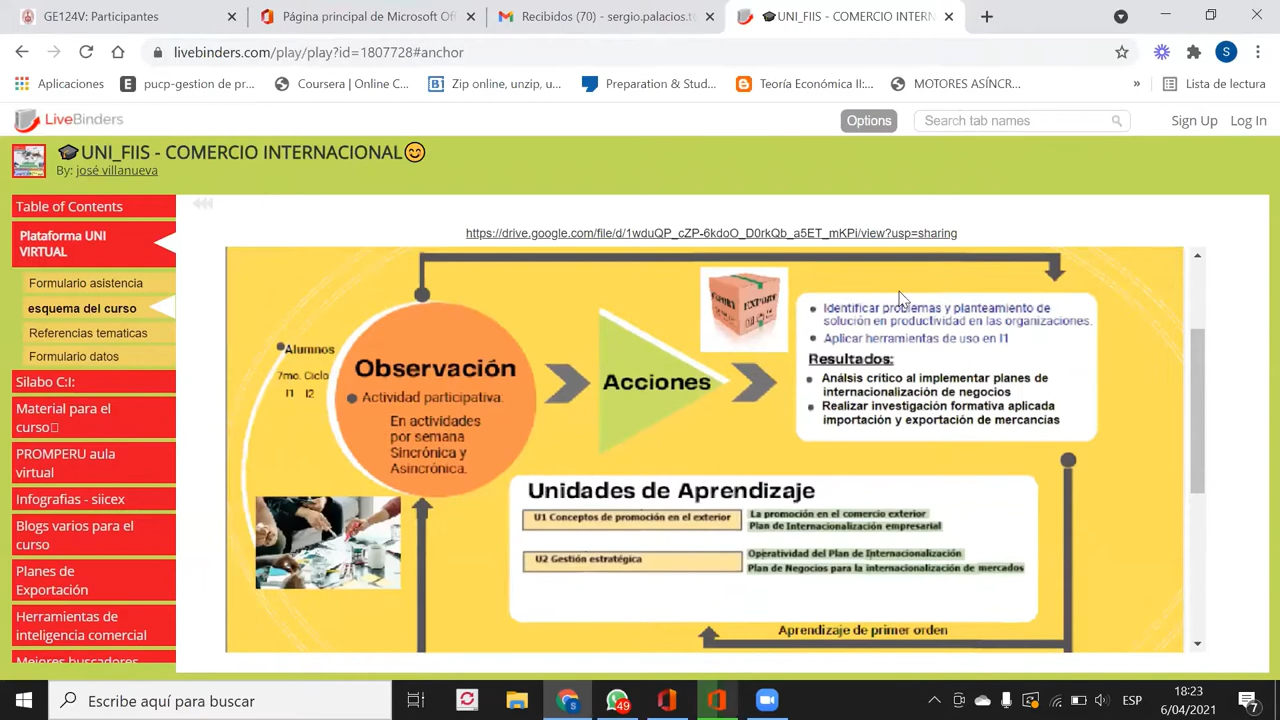 GE124V: Participantes
Página principal de Microsoft Of
Recibidos (70) - sergio.palacios.t
UNI_FIIS - COMERCIO INTERN
livebinders.com/play/play?id=1807728#anchor
S
Aplicaciones
pucp-gestion de pr...
Coursera | Online C...
Zip online, unzip, u...
Preparation & Stud...
Teoría Económica II:...
MOTORES ASÍNCR...
»
Lista de lectura
LiveBinders
Options
Search tab names
Sign Up
Log In
UNI_FIIS - COMERCIO INTERNACIONAL
By: josé villanueva
Table of Contents
Plataforma UNI
VIRTUAL
Formulario asistencia
esquema del curso
Referencias tematicas
Formulario datos
Silabo C.I:
Material para el
curso
PROMPERU aula
virtual
Infografias - siicex
Blogs varios para el
curso
Planes de
Exportación
Herramientas de
inteligencia comercial
Mejores buscadores
https://drive.google.com/file/d/1wduQP_cZP-6kdoO_D0rkQb_a5ET_mKPi/view?usp=sharing
Alumnos
7mo. Ciclo
I1 I2
Observación
Actividad participativa.
En actividades
por semana
Sincrónica y
Asincrónica.
Acciones
EXPORT
Identificar problemas y planteamiento de
solución en productividad en las organizaciones.
Aplicar herramientas de uso en I1
Resultados:
Análsis crítico al implementar planes de
internacionalización de negocios
Realizar investigación formativa aplicada
importación y exportación de mercancías
Unidades de Aprendizaje
U1 Conceptos de promoción en el exterior
La promoción en el comercio exterior
Plan de Internacionalización empresarial
U2 Gestión estratégica
Operatividad del Plan de Internacionalización
Plan de Negocios para la internacionalización de mercados
Aprendizaje de primer orden
Escribe aquí para buscar
49
ESP
18:23
6/04/2021
7